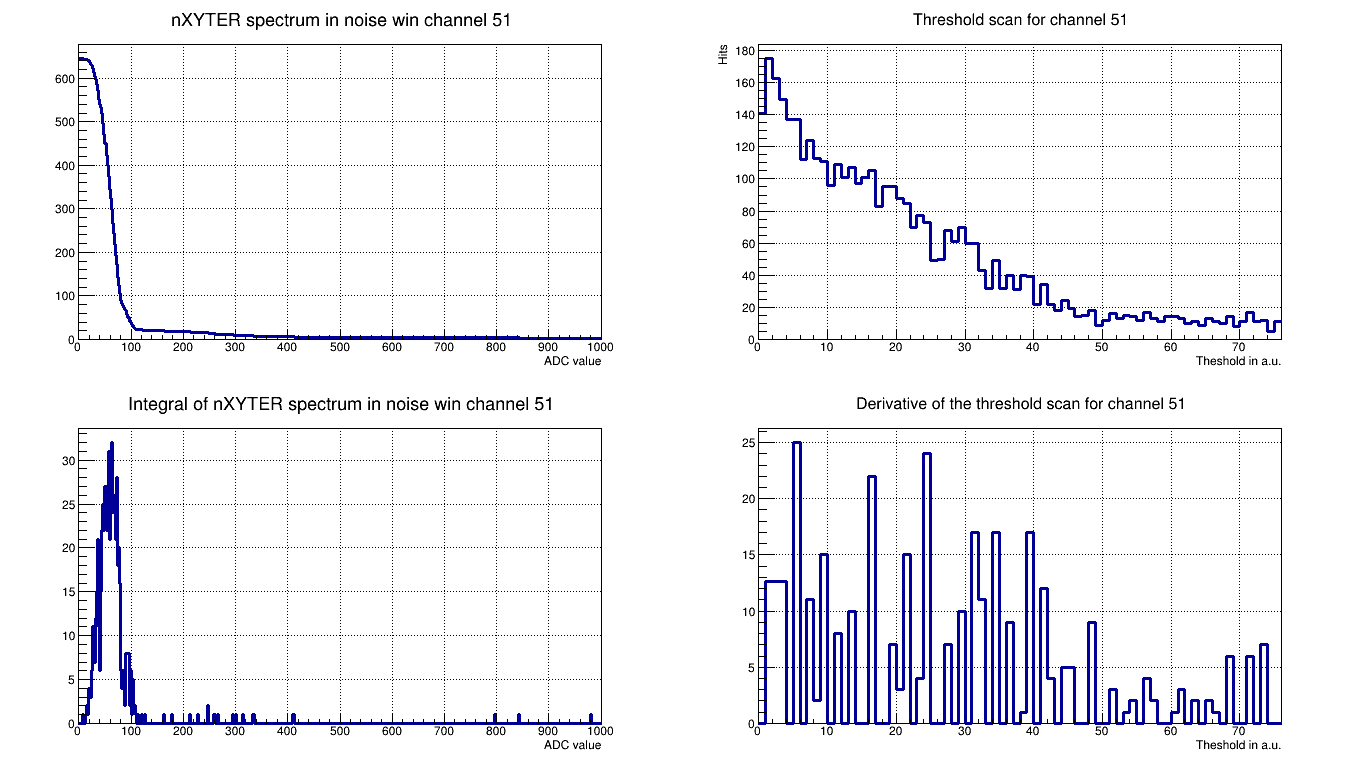 nXYTER spectrum in noise win channel 51
600
500
400
300
200
100
0
0 100 200 300 400 500 600 700 800 900 1000
ADC value
Threshold scan for channel 51
Hits
180
160
140
120
100
80
60
40
20
0
0 10 20 30 40 50 60 70
Theshold in a.u.
Integral of nXYTER spectrum in noise win channel 51
30
25
20
15
10
5
0
0 100 200 300 400 500 600 700 800 900 1000
ADC value
Derivative of the threshold scan for channel 51
25
20
15
10
5
0
0 10 20 30 40 50 60 70
Theshold in a.u.